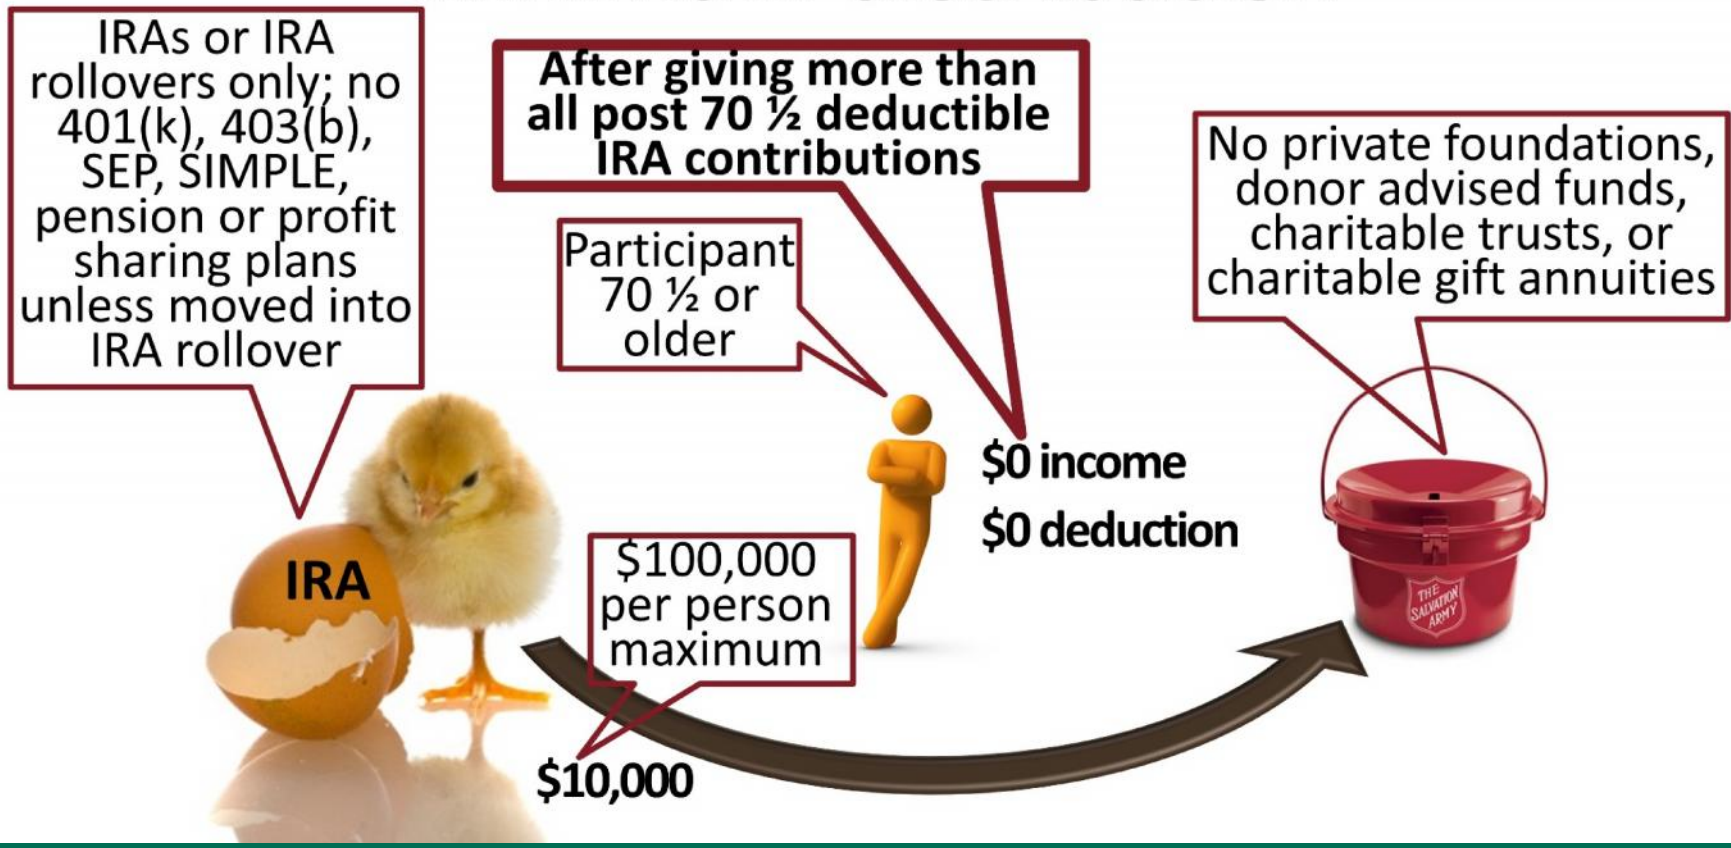 IRAs or IRA
rollovers only; no
401(k), 403(b),
SEP, SIMPLE,
pension or profit
sharing plans
unless moved into
IRA rollover
After giving more than
all post 70 ½ deductible
IRA contributions
Participant
70 ½ or
older
No private foundations,
donor advised funds,
charitable trusts, or
charitable gift annuities
$0 income
$0 deduction
IRA
$100,000
per person
maximum
$10,000
THE
SALVATION
ARMY